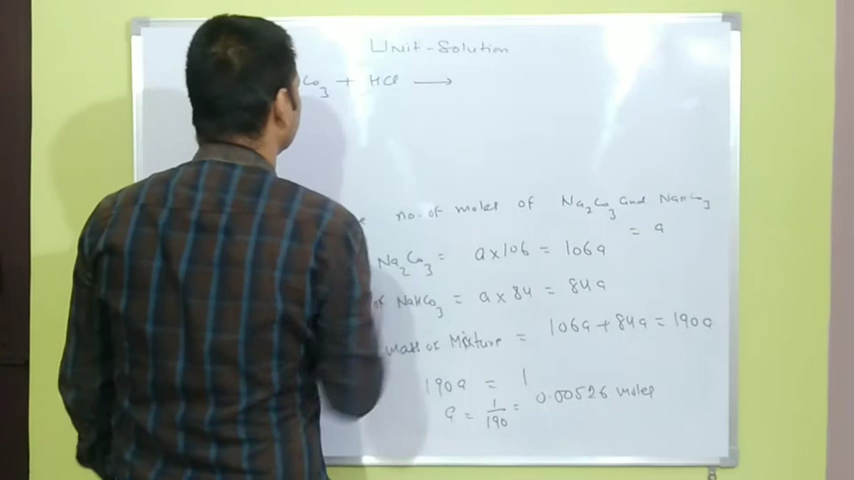 Unit-Solution
Co3 + HCl →
no. of moles of Na2Co3 and NaHCo3 = a
Na2Co3 = a×106 = 106a
of NaHCo3 = a×84 = 84a
mass of Mixture = 106a + 84a = 190a
190a = 1
a = 1/190 = 0.00526 moles